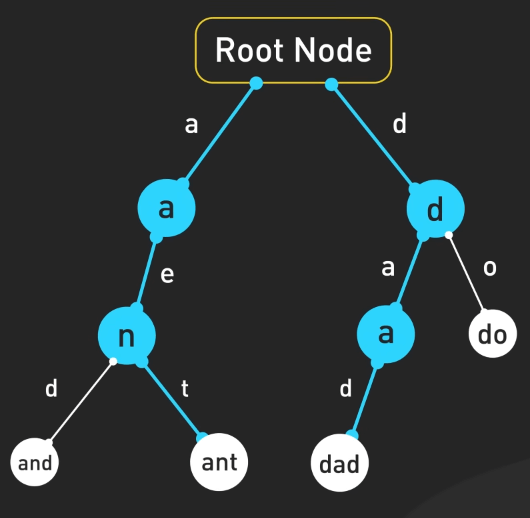 Root Node
a d
a d
e a o
n a do
d t d
and ant dad